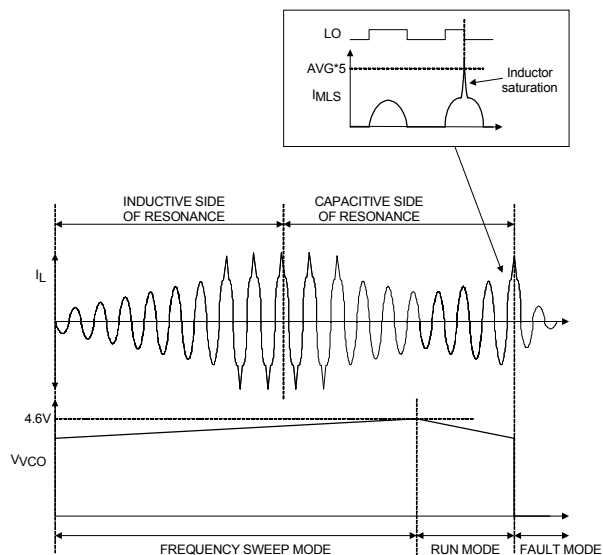 LO
AVG*5
IMLS
Inductor
saturation
INDUCTIVE SIDE
OF RESONANCE
CAPACITIVE SIDE
OF RESONANCE
IL
4.6V
VVCO
FREQUENCY SWEEP MODE
RUN MODE
FAULT MODE